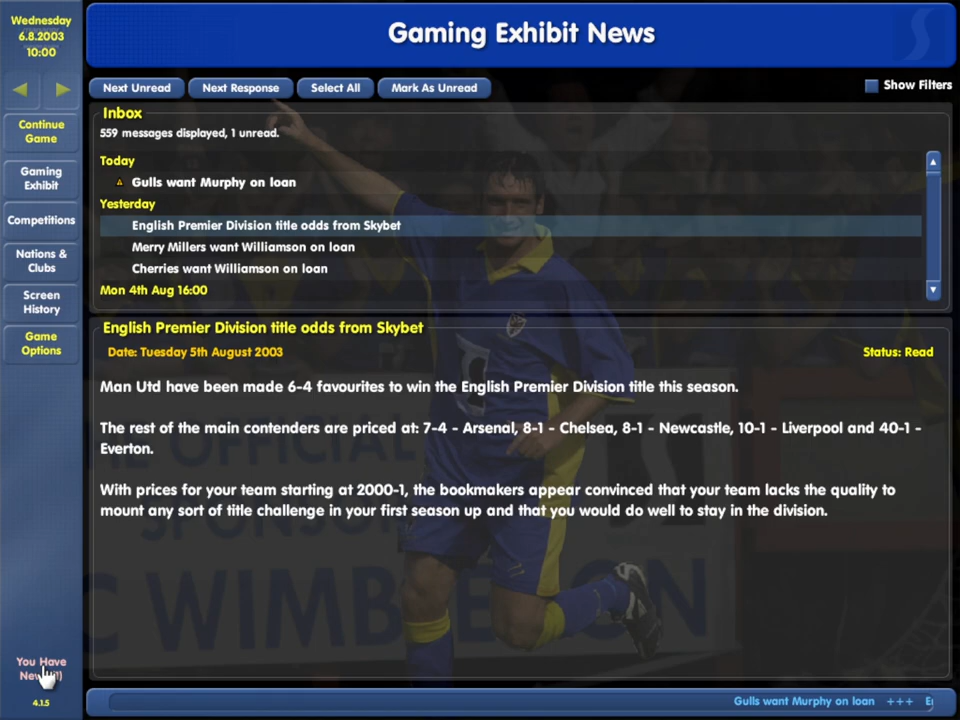 Wednesday
6.8.2003
10:00
Gaming Exhibit News
Next Unread
Next Response
Select All
Mark As Unread
Show Filters
Continue
Game
Gaming
Exhibit
Competitions
Nations &
Clubs
Screen
History
Game
Options
Inbox
559 messages displayed, 1 unread.
Today
Gulls want Murphy on loan
Yesterday
English Premier Division title odds from Skybet
Merry Millers want Williamson on loan
Cherries want Williamson on loan
Mon 4th Aug 16:00
English Premier Division title odds from Skybet
Date: Tuesday 5th August 2003
Status: Read
Man Utd have been made 6-4 favourites to win the English Premier Division title this season.
The rest of the main contenders are priced at: 7-4 - Arsenal, 8-1 - Chelsea, 8-1 - Newcastle, 10-1 - Liverpool and 40-1 -
Everton.
With prices for your team starting at 2000-1, the bookmakers appear convinced that your team lacks the quality to
mount any sort of title challenge in your first season up and that you would do well to stay in the division.
OFFICIAL
SPONSOR
C WIMBLEDON
You Have
4.1.5
Gulls want Murphy on loan +++